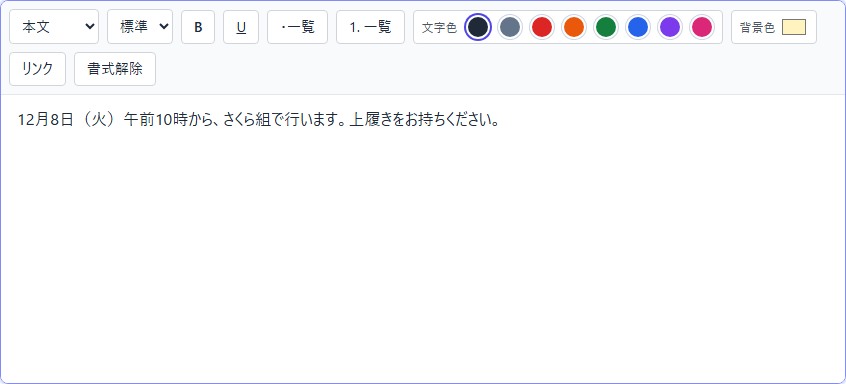 本文 標準 B U ・一覧 1. 一覧 文字色 背景色
リンク 書式解除
12月8日（火）午前10時から、さくら組で行います。上履きをお持ちください。